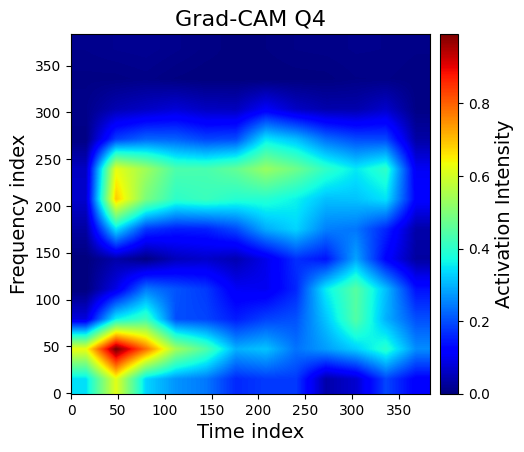 Grad-CAM Q4
350
300
250
200
150
100
50
0
Frequency index
0 50 100 150 200 250 300 350
Time index
0.8
0.6
0.4
0.2
0.0
Activation Intensity